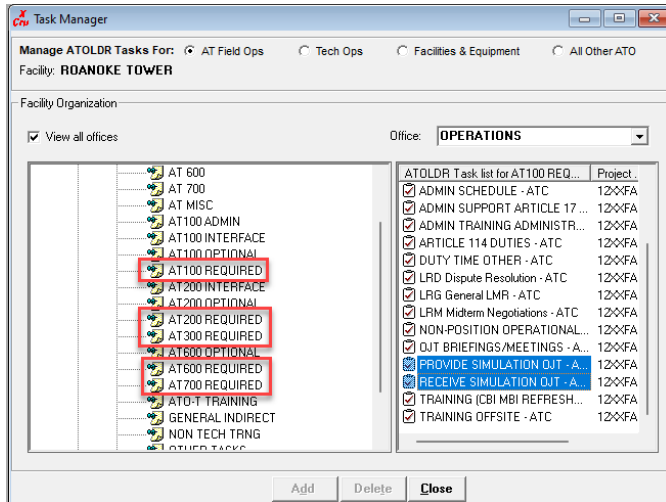 Task Manager
Manage ATOLDR Tasks For: AT Field Ops Tech Ops Facilities & Equipment All Other ATO
Facility: ROANOKE TOWER
Facility Organization
View all offices
Office: OPERATIONS
AT 600
AT 700
AT MISC
AT100 ADMIN
AT100 INTERFACE
AT100 OPTIONAL
AT100 REQUIRED
AT200 INTERFACE
AT200 OPTIONAL
AT200 REQUIRED
AT300 REQUIRED
AT600 OPTIONAL
AT600 REQUIRED
AT700 REQUIRED
ATO-T TRAINING
GENERAL INDIRECT
NON TECH TRNG
OTHER TASKS
ATOLDR Task list for AT100 REQ... Project .
ADMIN SCHEDULE - ATC 12XXFA
ADMIN SUPPORT ARTICLE 17 ... 12XXFA
ADMIN TRAINING ADMINISTR... 12XXFA
ARTICLE 114 DUTIES - ATC 12XXFA
DUTY TIME OTHER - ATC 12XXFA
LRD Dispute Resolution - ATC 12XXFA
LRG General LMR - ATC 12XXFA
LRM Midterm Negotiations - ATC 12XXFA
NON-POSITION OPERATIONAL... 12XXFA
OJT BRIEFINGS/MEETINGS - A... 12XXFA
PROVIDE SIMULATION OJT - A... 12XXFA
RECEIVE SIMULATION OJT - A... 12XXFA
TRAINING (CBI MBI REFRESH... 12XXFA
TRAINING OFFSITE - ATC 12XXFA
Add Delete Close